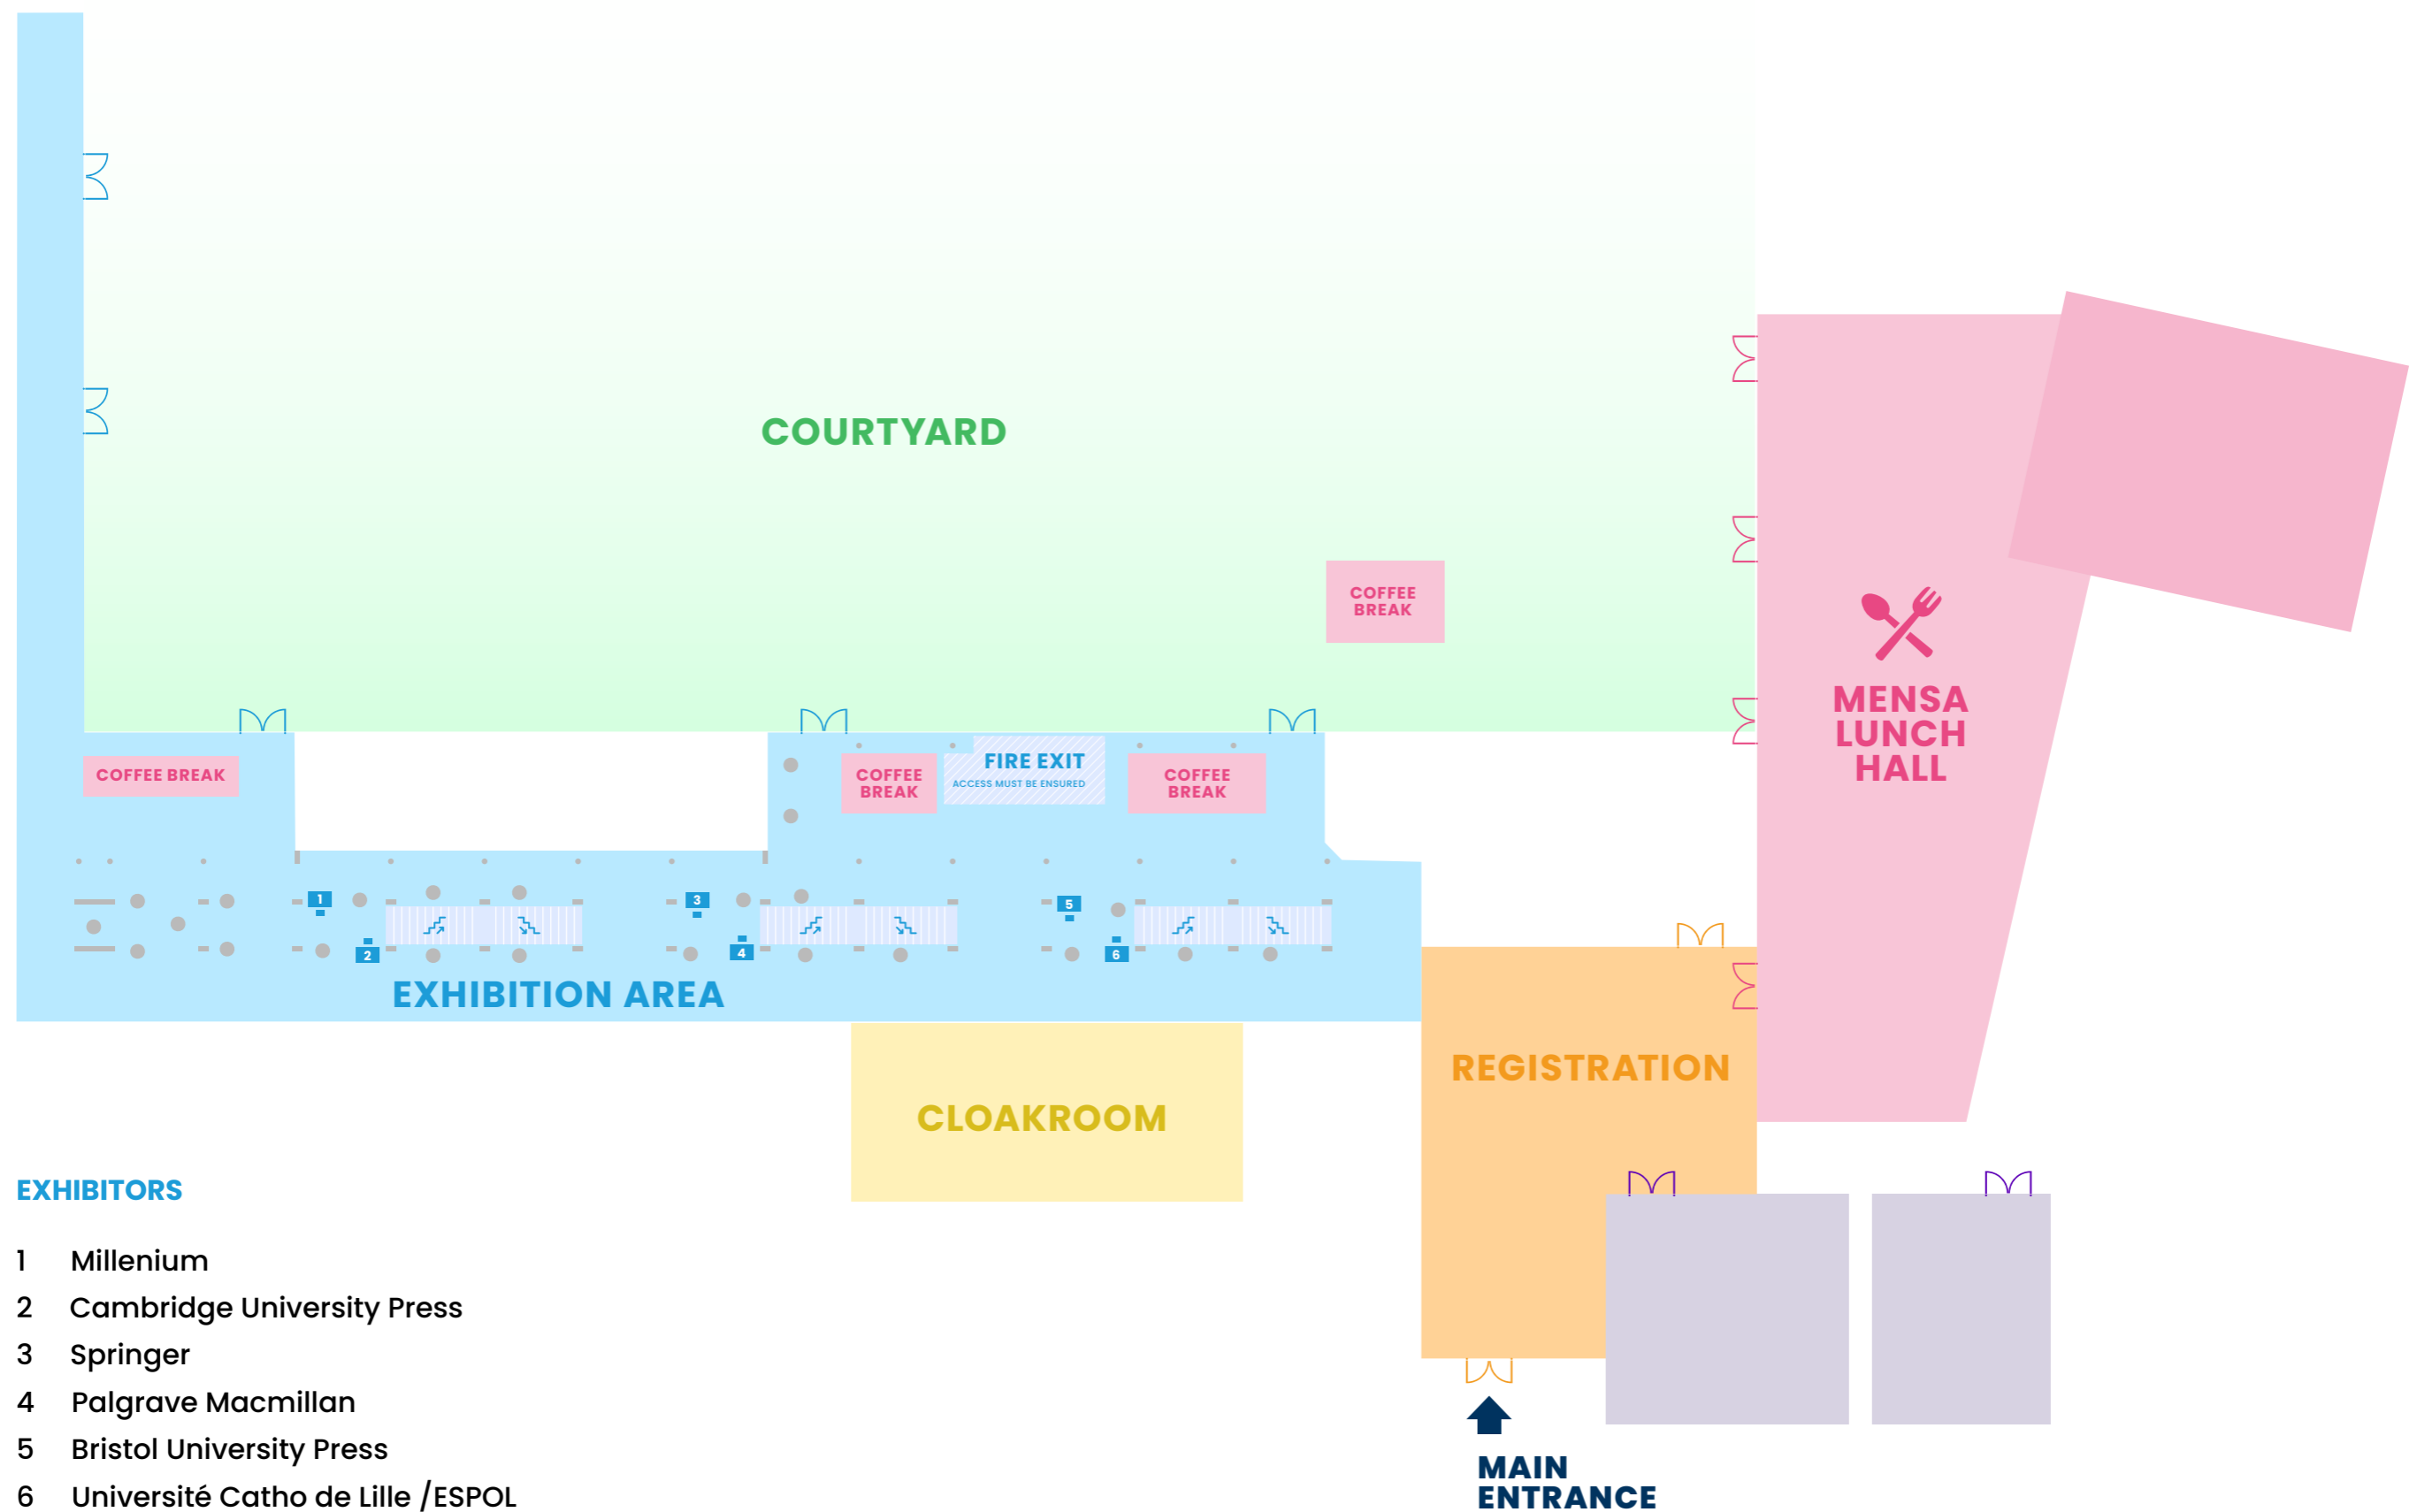 COURTYARD
COFFEE
BREAK
MENSA
LUNCH
HALL
COFFEE BREAK
COFFEE
BREAK
FIRE EXIT
ACCESS MUST BE ENSURED
COFFEE
BREAK
1
2
3
4
5
6
EXHIBITION AREA
REGISTRATION
CLOAKROOM
EXHIBITORS
1 Millenium
2 Cambridge University Press
3 Springer
4 Palgrave Macmillan
5 Bristol University Press
6 Université Catho de Lille /ESPOL
MAIN
ENTRANCE